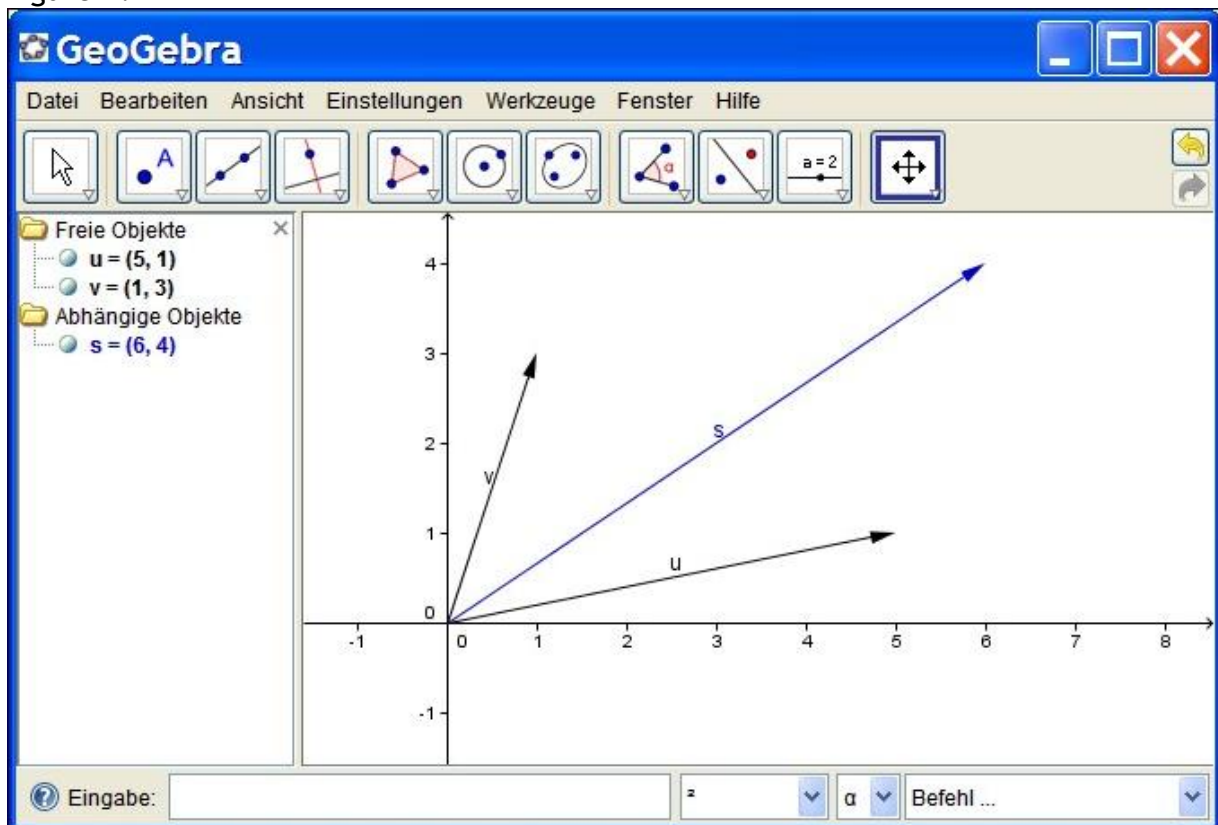 GeoGebra
Datei Bearbeiten Ansicht Einstellungen Werkzeuge Fenster Hilfe
A
α
a = 2
Freie Objekte
u = (5, 1)
v = (1, 3)
Abhängige Objekte
s = (6, 4)
4
3
2
1
0
-1
-1 0 1 2 3 4 5 6 7 8
s
v
u
Eingabe: ² α Befehl ...